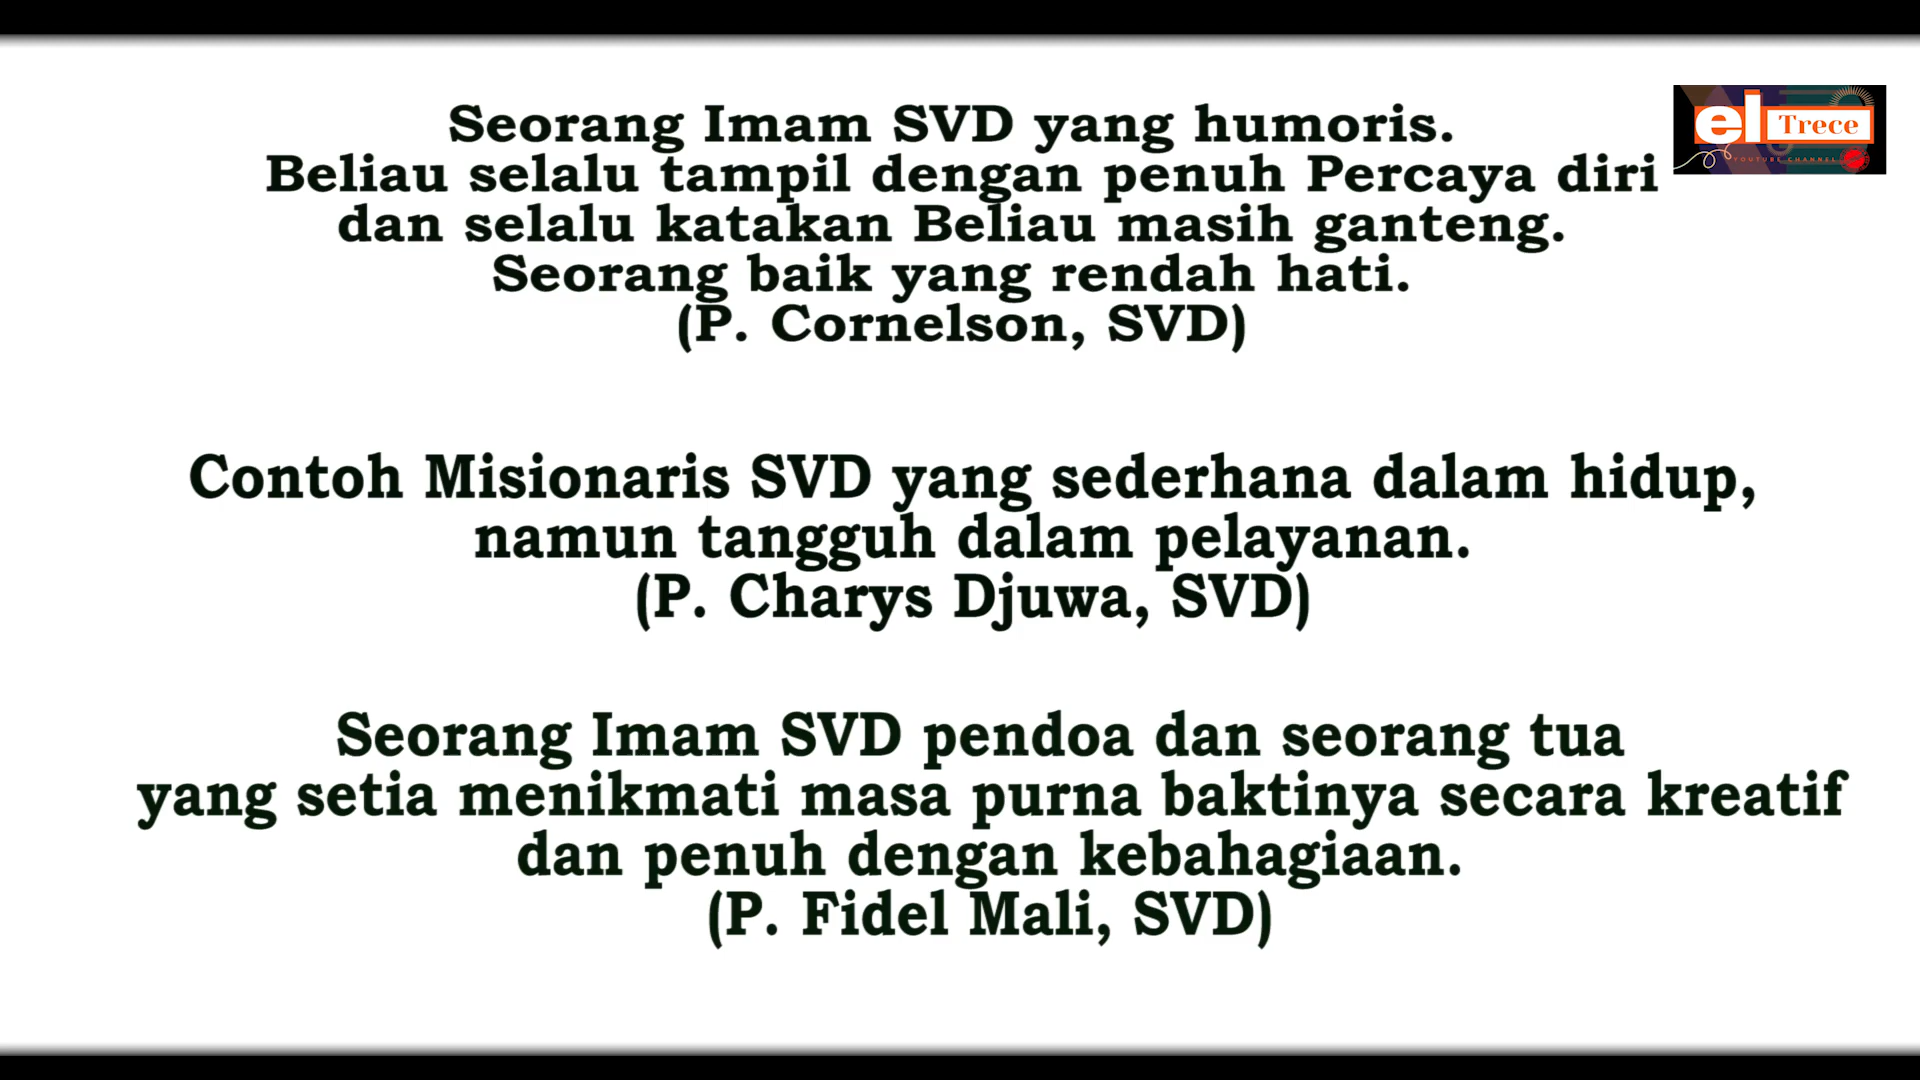 Seorang Imam SVD yang humoris.
Beliau selalu tampil dengan penuh Percaya diri
dan selalu katakan Beliau masih ganteng.
Seorang baik yang rendah hati.
(P. Cornelson, SVD)
el Trece
YOUTUBE CHANNEL
Contoh Misionaris SVD yang sederhana dalam hidup,
namun tangguh dalam pelayanan.
(P. Charys Djuwa, SVD)
Seorang Imam SVD pendoa dan seorang tua
yang setia menikmati masa purna baktinya secara kreatif
dan penuh dengan kebahagiaan.
(P. Fidel Mali, SVD)